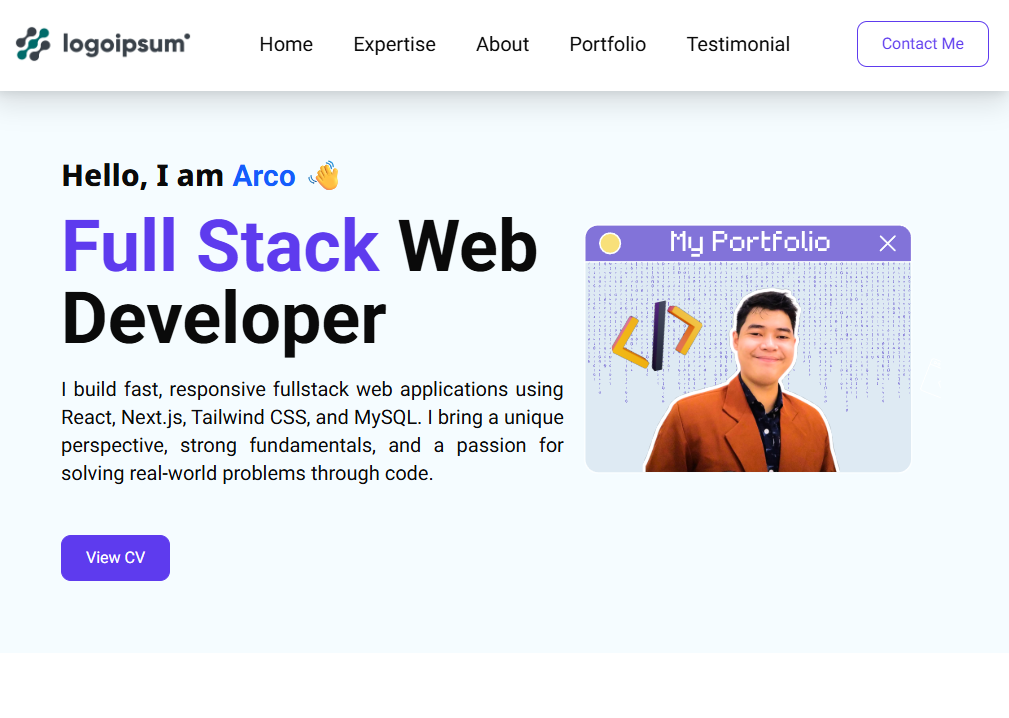 logoipsum
Home Expertise About Portfolio Testimonial Contact Me
Hello, I am Arco 👋
Full Stack Web
Developer
My Portfolio
</>
I build fast, responsive fullstack web applications using
React, Next.js, Tailwind CSS, and MySQL. I bring a unique
perspective, strong fundamentals, and a passion for
solving real-world problems through code.
View CV